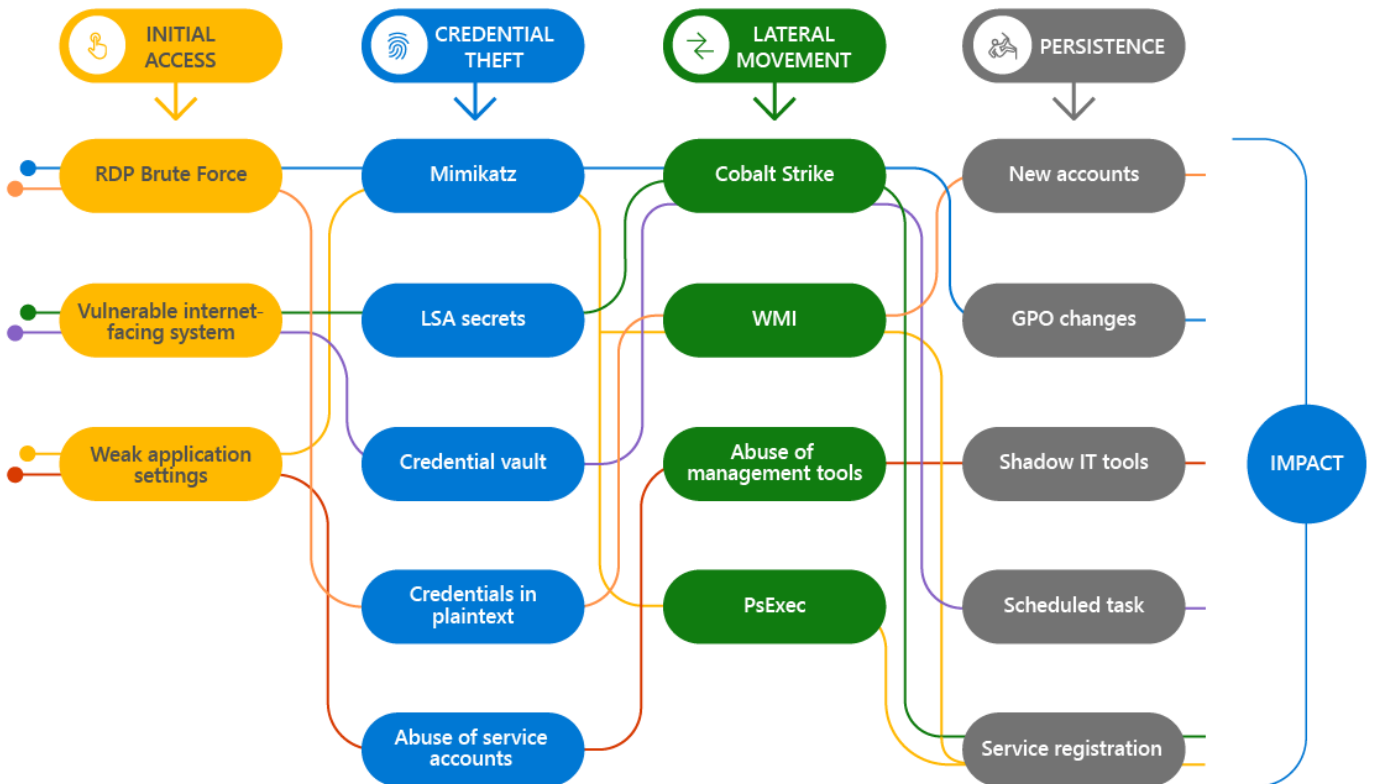 INITIAL
ACCESS
CREDENTIAL
THEFT
LATERAL
MOVEMENT
PERSISTENCE
RDP Brute Force
Mimikatz
Cobalt Strike
New accounts
Vulnerable internet-
facing system
LSA secrets
WMI
GPO changes
Weak application
settings
Credential vault
Abuse of
management tools
Shadow IT tools
IMPACT
Credentials in
plaintext
PsExec
Scheduled task
Abuse of service
accounts
Service registration